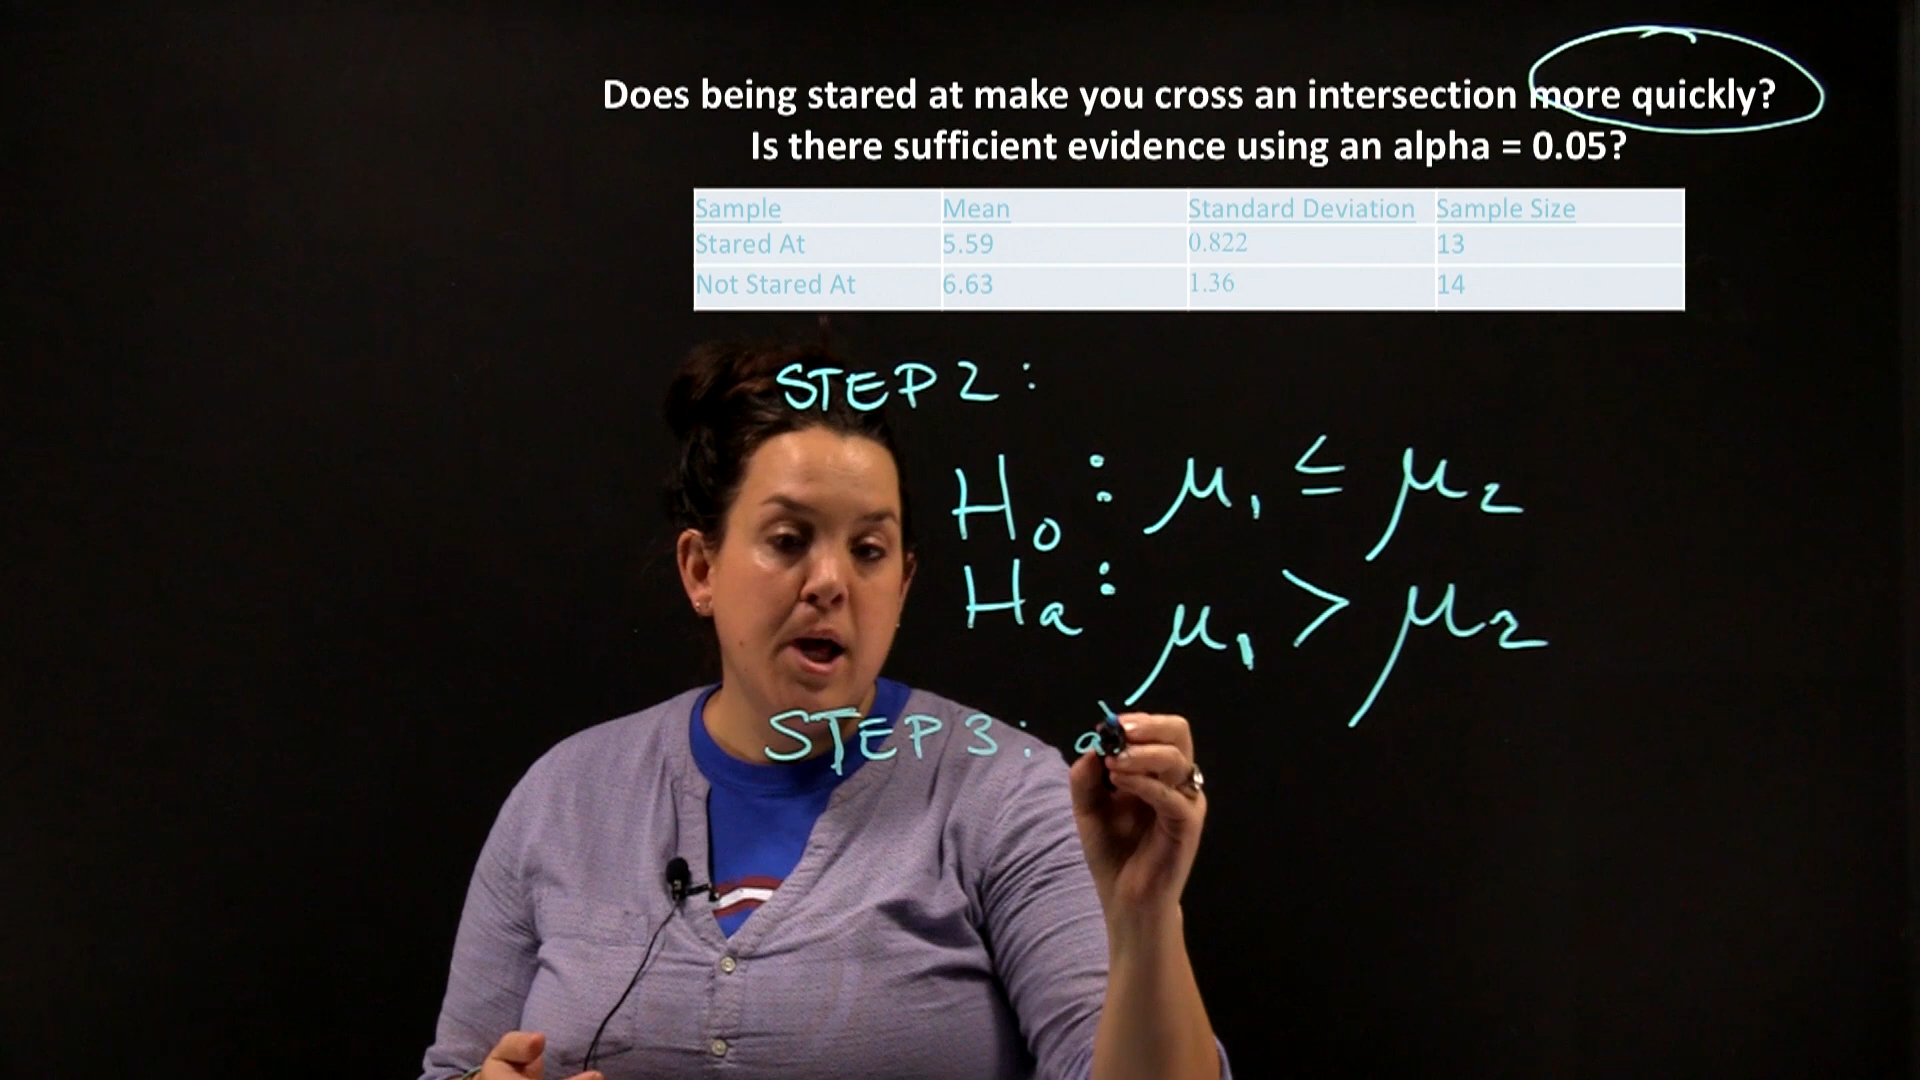 Does being stared at make you cross an intersection more quickly?
Is there sufficient evidence using an alpha = 0.05?
Sample Mean Standard Deviation Sample Size
Stared At 5.59 0.822 13
Not Stared At 6.63 1.36 14
STEP 2:
H₀: μ₁ ≤ μ₂
Hₐ: μ₁ > μ₂
STEP 3: a